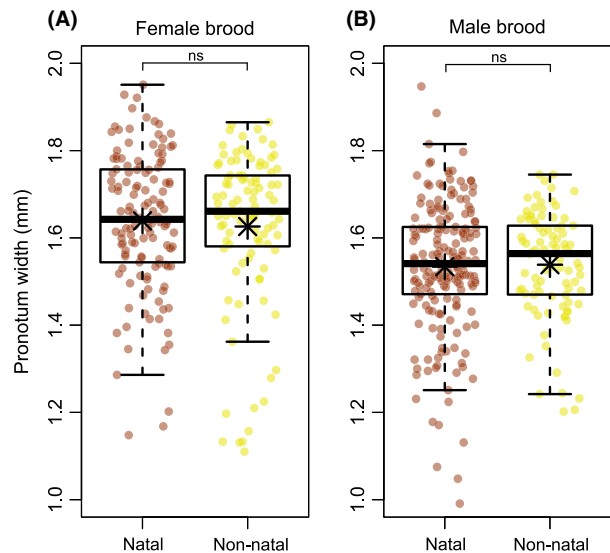 (A) Female brood
(B) Male brood
ns
ns
Pronotum width (mm)
2.0
1.8
1.6
1.4
1.2
1.0
2.0
1.8
1.6
1.4
1.2
1.0
Natal Non-natal
Natal Non-natal